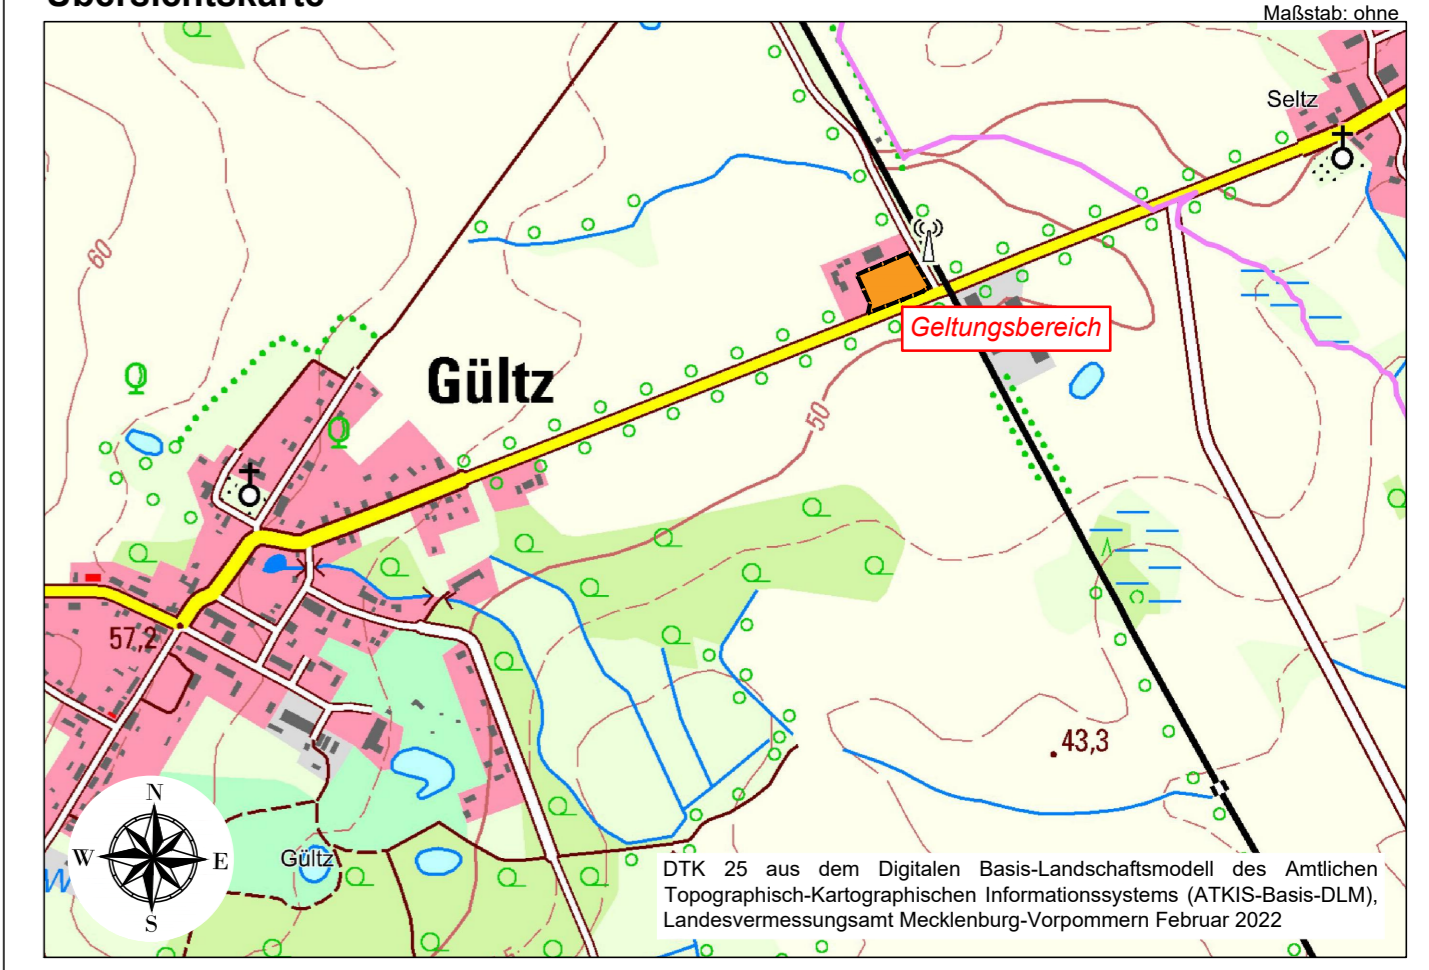 Übersichtskarte
Maßstab: ohne
Seltz
60
Geltungsbereich
Gültz
50
57,2
43,3
N
W
E
S
Gültz
W
DTK 25 aus dem Digitalen Basis-Landschaftsmodell des Amtlichen
Topographisch-Kartographischen Informationssystems (ATKIS-Basis-DLM),
Landesvermessungsamt Mecklenburg-Vorpommern Februar 2022